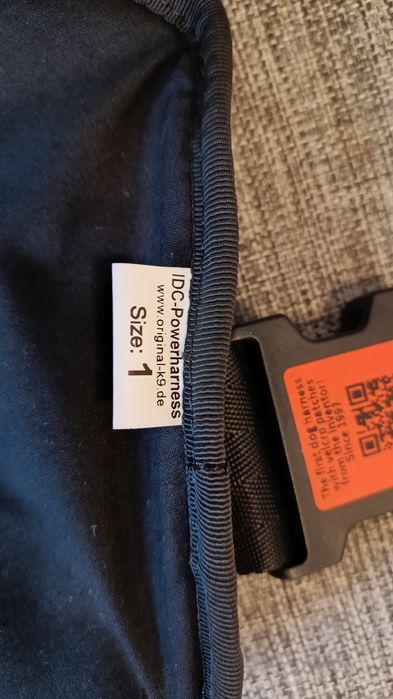 IDC-Powerharness
www.original-k9.de
Size: 1
The first dog harness
with velcro patches
from the inventor!
Since 1997